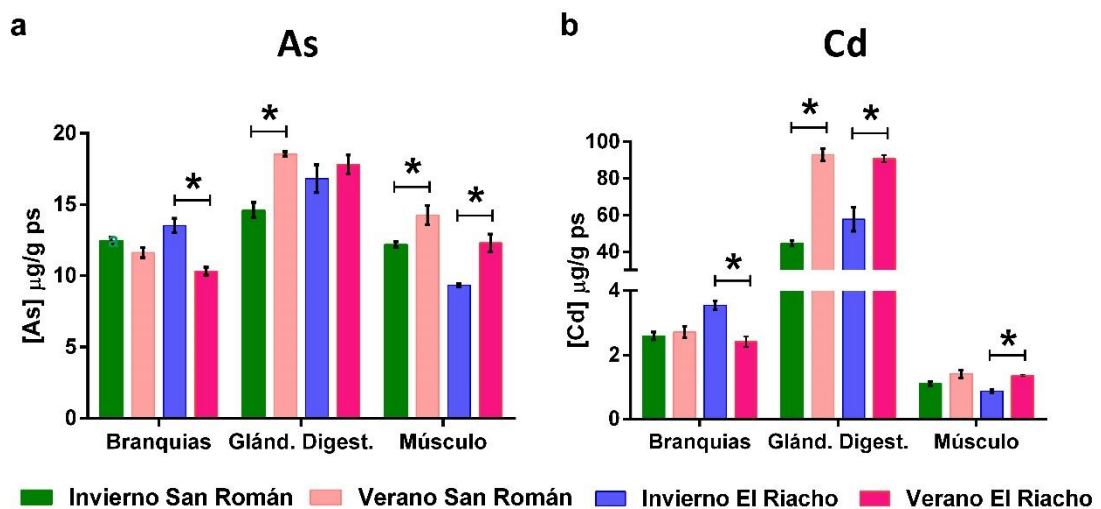 a
As
b
Cd
[As] µg/g ps
20
15
10
5
0
*
*
*
*
Branquias
Glánd. Digest.
Músculo
[Cd] µg/g ps
100
80
60
40
4
2
0
*
*
*
*
Branquias
Glánd. Digest.
Músculo
Invierno San Román
Verano San Román
Invierno El Riacho
Verano El Riacho